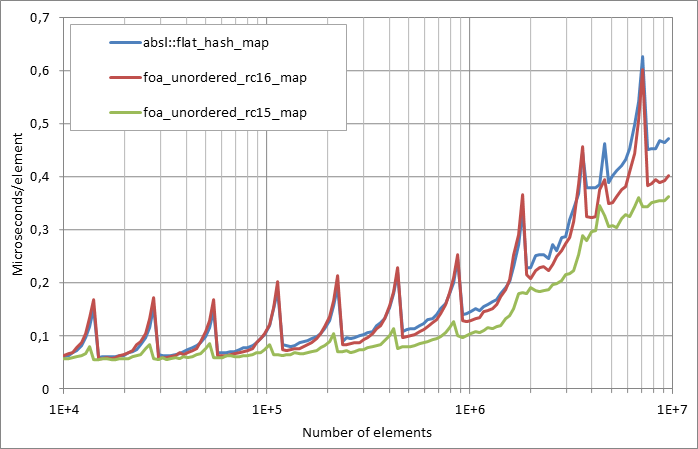 0,7
0,6
0,5
0,4
0,3
0,2
0,1
0
Microseconds/element
absl::flat_hash_map
foa_unordered_rc16_map
foa_unordered_rc15_map
1E+4
1E+5
1E+6
1E+7
Number of elements